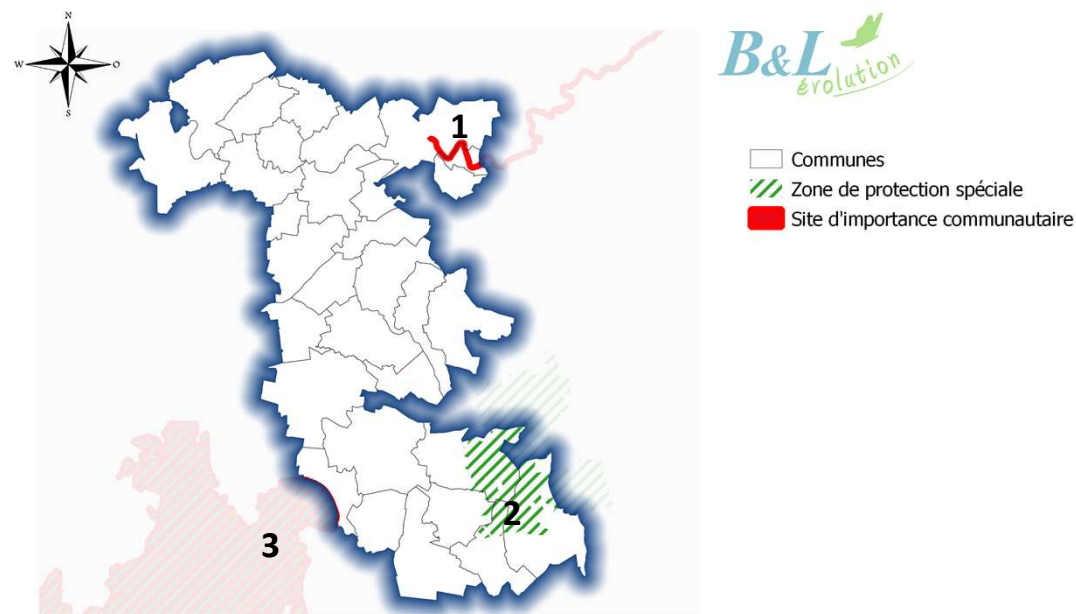 N
W
O
S
B&L
évolution
Communes
Zone de protection spéciale
Site d'importance communautaire
1
2
3